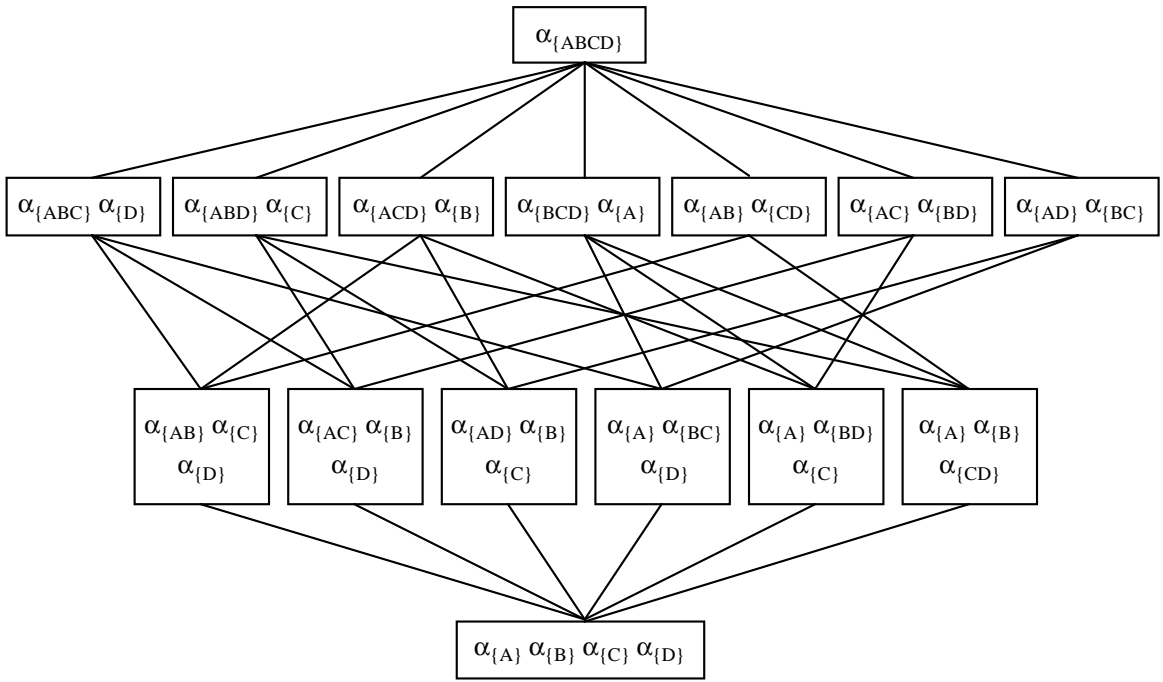 α{ABCD}
α{ABC} α{D} α{ABD} α{C} α{ACD} α{B} α{BCD} α{A} α{AB} α{CD} α{AC} α{BD} α{AD} α{BC}
α{AB} α{C}
α{D}
α{AC} α{B}
α{D}
α{AD} α{B}
α{C}
α{A} α{BC}
α{D}
α{A} α{BD}
α{C}
α{A} α{B}
α{CD}
α{A} α{B} α{C} α{D}